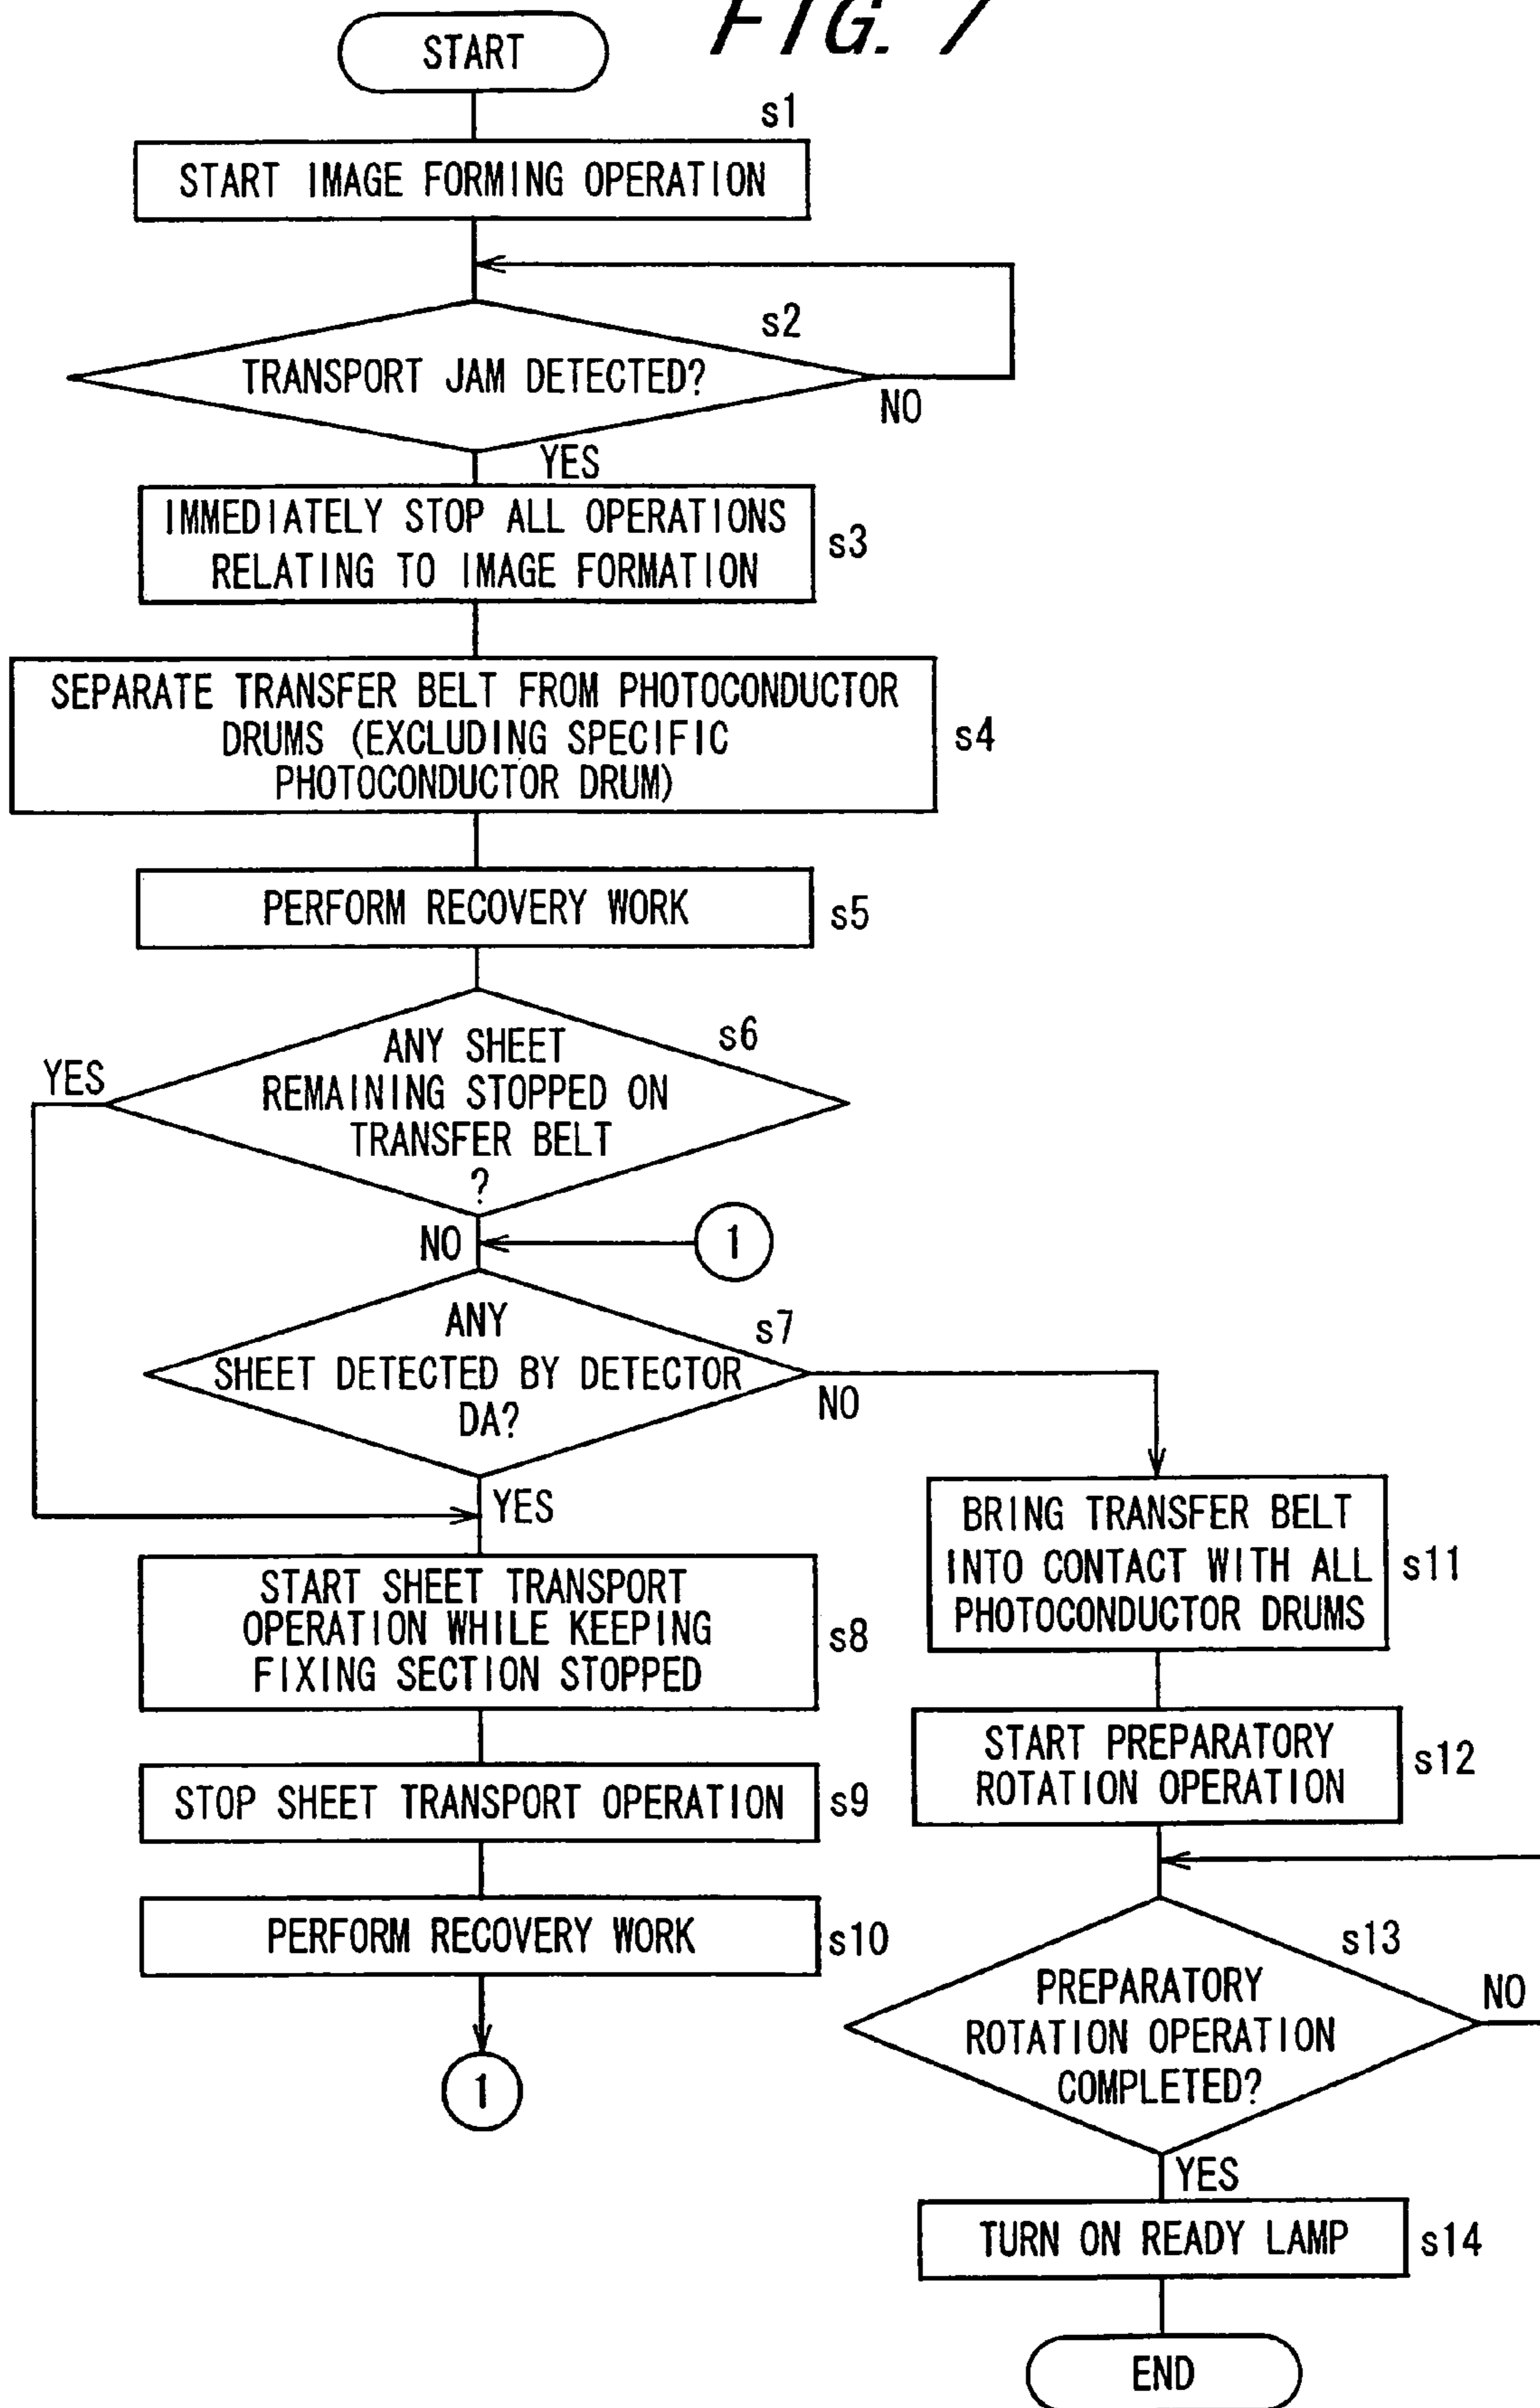 FIG. 7
START
s1
START IMAGE FORMING OPERATION
s2
TRANSPORT JAM DETECTED?
NO
YES
IMMEDIATELY STOP ALL OPERATIONS
RELATING TO IMAGE FORMATION
s3
SEPARATE TRANSFER BELT FROM PHOTOCONDUCTOR
DRUMS (EXCLUDING SPECIFIC
PHOTOCONDUCTOR DRUM)
s4
PERFORM RECOVERY WORK
s5
s6
ANY SHEET
REMAINING STOPPED ON
TRANSFER BELT
?
YES
NO
1
s7
ANY
SHEET DETECTED BY DETECTOR
DA?
NO
YES
START SHEET TRANSPORT
OPERATION WHILE KEEPING
FIXING SECTION STOPPED
s8
STOP SHEET TRANSPORT OPERATION
s9
PERFORM RECOVERY WORK
s10
1
BRING TRANSFER BELT
INTO CONTACT WITH ALL
PHOTOCONDUCTOR DRUMS
s11
START PREPARATORY
ROTATION OPERATION
s12
s13
PREPARATORY
ROTATION OPERATION
COMPLETED?
NO
YES
TURN ON READY LAMP
s14
END